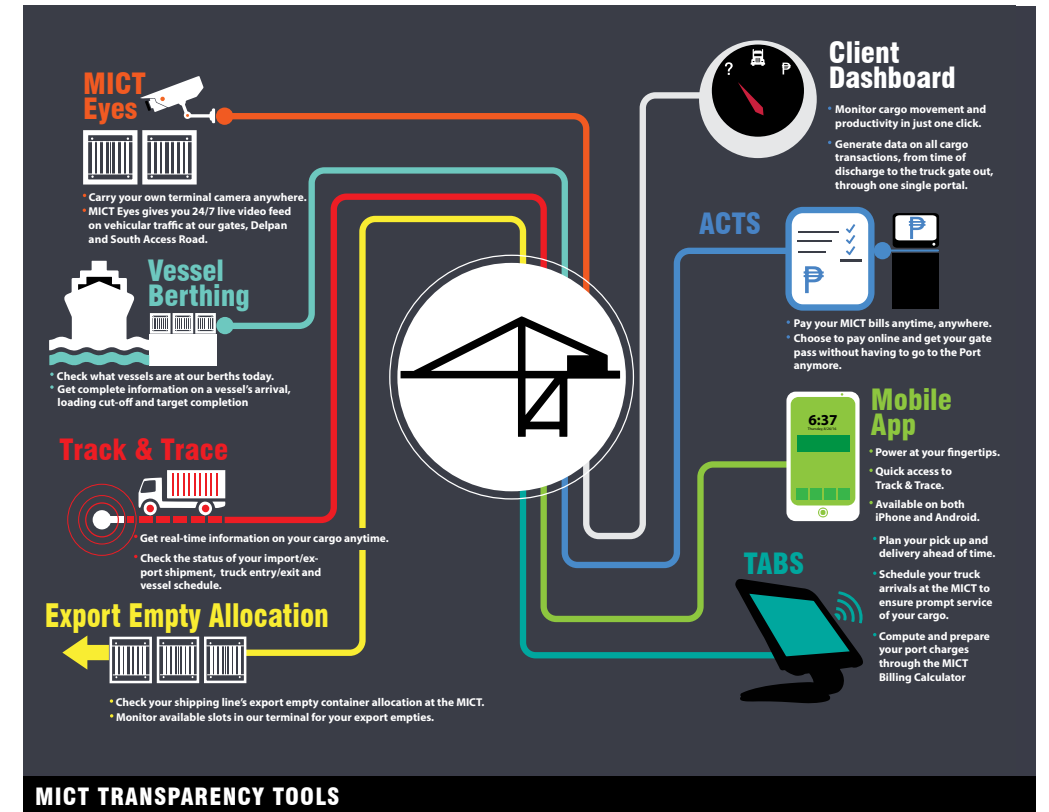 MICT
Eyes
• Carry your own terminal camera anywhere.
• MICT Eyes gives you 24/7 live video feed
on vehicular traffic at our gates, Delpan
and South Access Road.
Vessel
Berthing
• Check what vessels are at our berths today.
• Get complete information on a vessel's arrival,
loading cut-off and target completion
Track & Trace
• Get real-time information on your cargo anytime.
• Check the status of your import/ex-
port shipment, truck entry/exit and
vessel schedule.
Export Empty Allocation
• Check your shipping line's export empty container allocation at the MICT.
• Monitor available slots in our terminal for your export empties.
? ₱
Client
Dashboard
• Monitor cargo movement and
productivity in just one click.
• Generate data on all cargo
transactions, from time of
discharge to the truck gate out,
through one single portal.
ACTS
₱
₱
• Pay your MICT bills anytime, anywhere.
• Choose to pay online and get your gate
pass without having to go to the Port
anymore.
6:37
Mobile
App
• Power at your fingertips.
• Quick access to
Track & Trace.
• Available on both
iPhone and Android.
TABS
• Plan your pick up and
delivery ahead of time.
• Schedule your truck
arrivals at the MICT to
ensure prompt service
of your cargo.
• Compute and prepare
your port charges
through the MICT
Billing Calculator
MICT TRANSPARENCY TOOLS